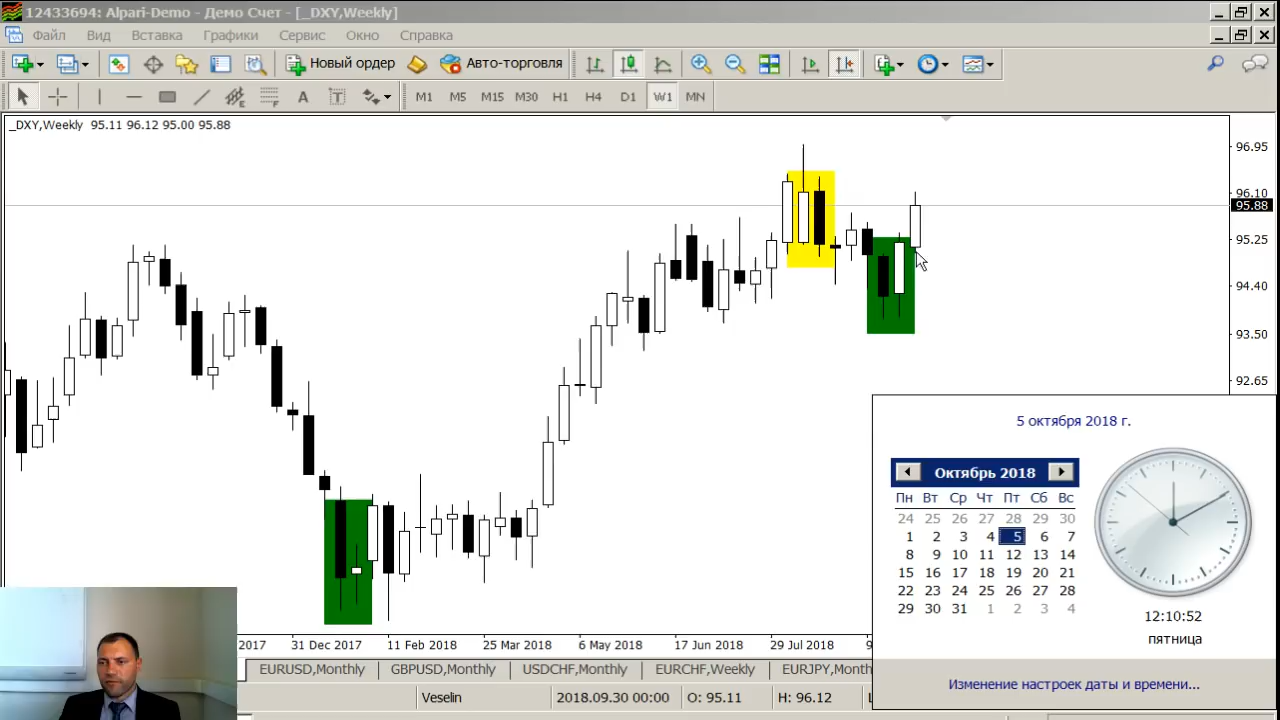 12433694: Alpari-Demo - Демо Счет - [_DXY,Weekly]
Файл Вид Вставка Графики Сервис Окно Справка
Новый ордер Авто-торговля
A T M1 M5 M15 M30 H1 H4 D1 W1 MN
_DXY,Weekly 95.11 96.12 95.00 95.88
96.95
96.10
95.88
95.25
94.40
93.50
92.65
5 октября 2018 г.
Октябрь 2018
Пн Вт Ср Чт Пт Сб Вс
24 25 26 27 28 29 30
1 2 3 4 5 6 7
8 9 10 11 12 13 14
15 16 17 18 19 20 21
22 23 24 25 26 27 28
29 30 31 1 2 3 4
12:10:52
пятница
Изменение настроек даты и времени...
2017 31 Dec 2017 11 Feb 2018 25 Mar 2018 6 May 2018 17 Jun 2018 29 Jul 2018 9
EURUSD,Monthly GBPUSD,Monthly USDCHF,Monthly EURCHF,Weekly EURJPY,Month
Veselin 2018.09.30 00:00 O: 95.11 H: 96.12 L